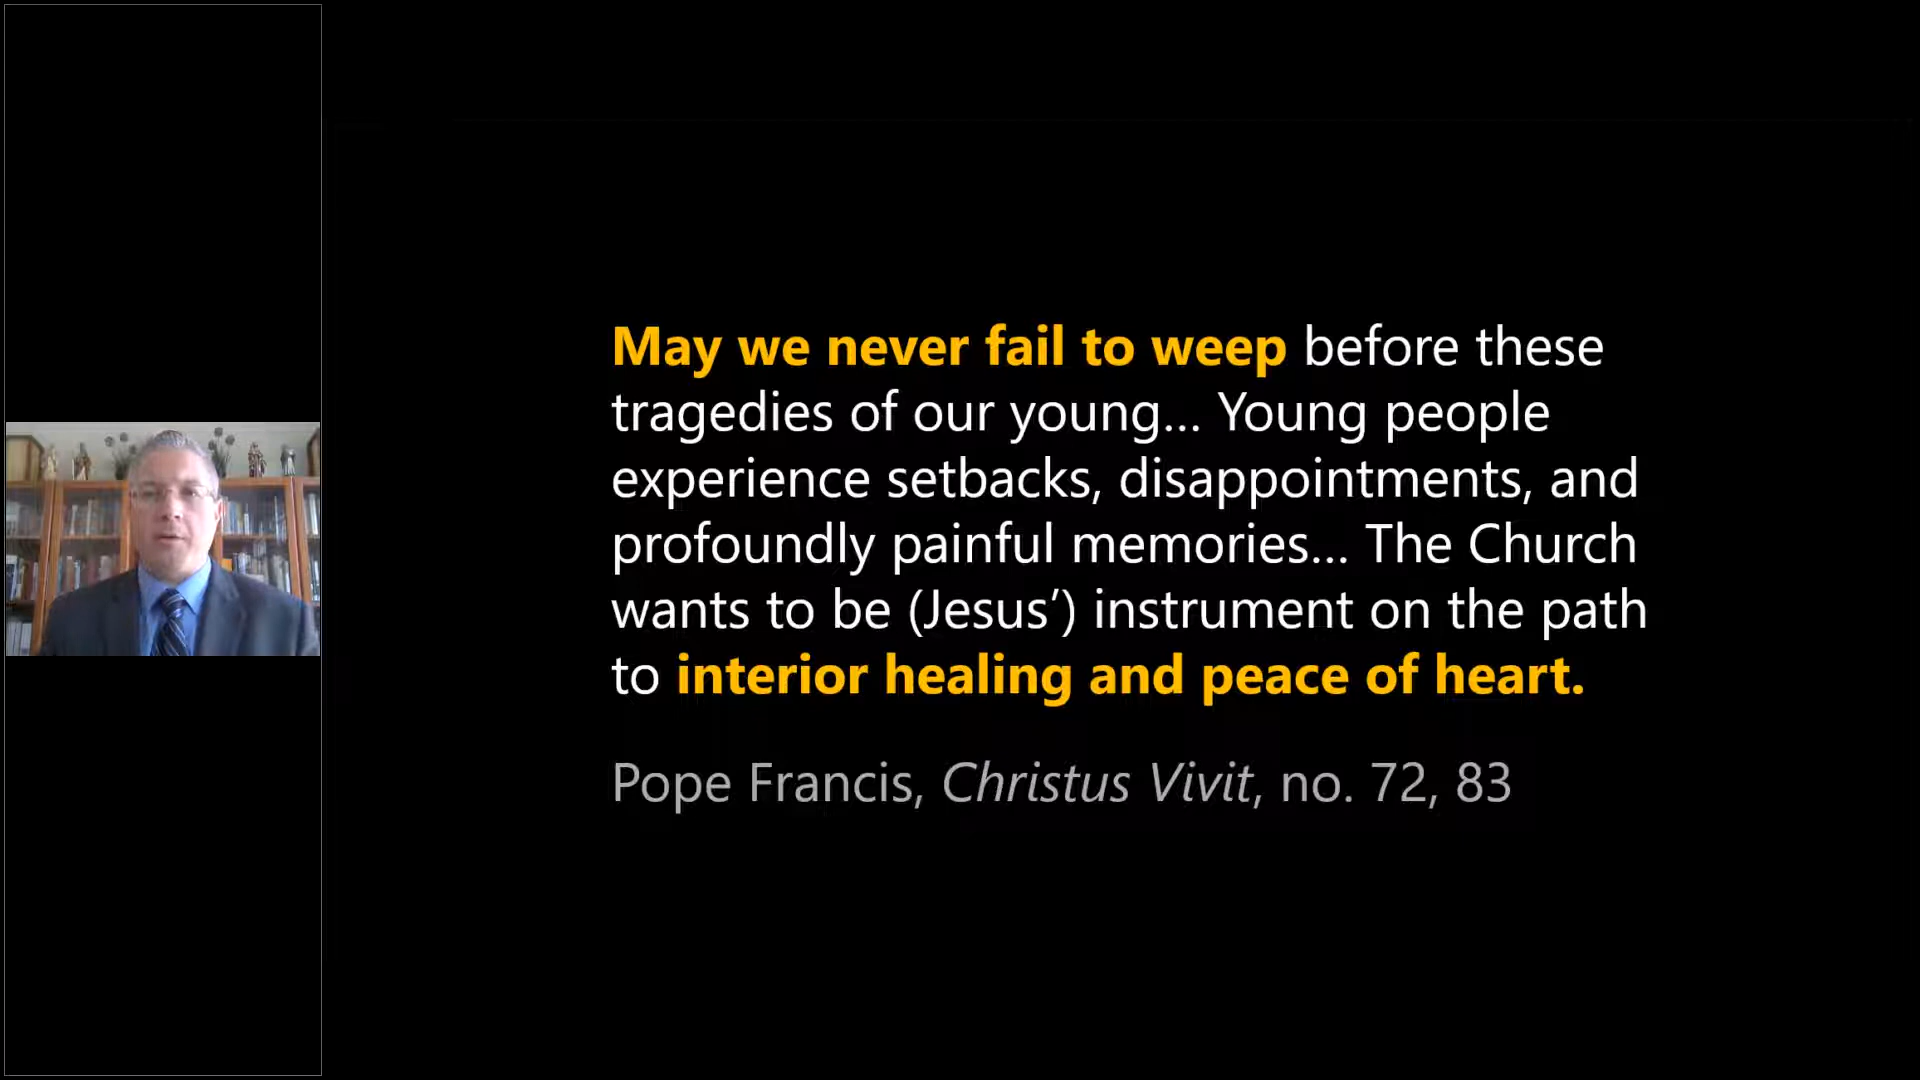 May we never fail to weep before these
tragedies of our young... Young people
experience setbacks, disappointments, and
profoundly painful memories... The Church
wants to be (Jesus’) instrument on the path
to interior healing and peace of heart.
Pope Francis, Christus Vivit, no. 72, 83